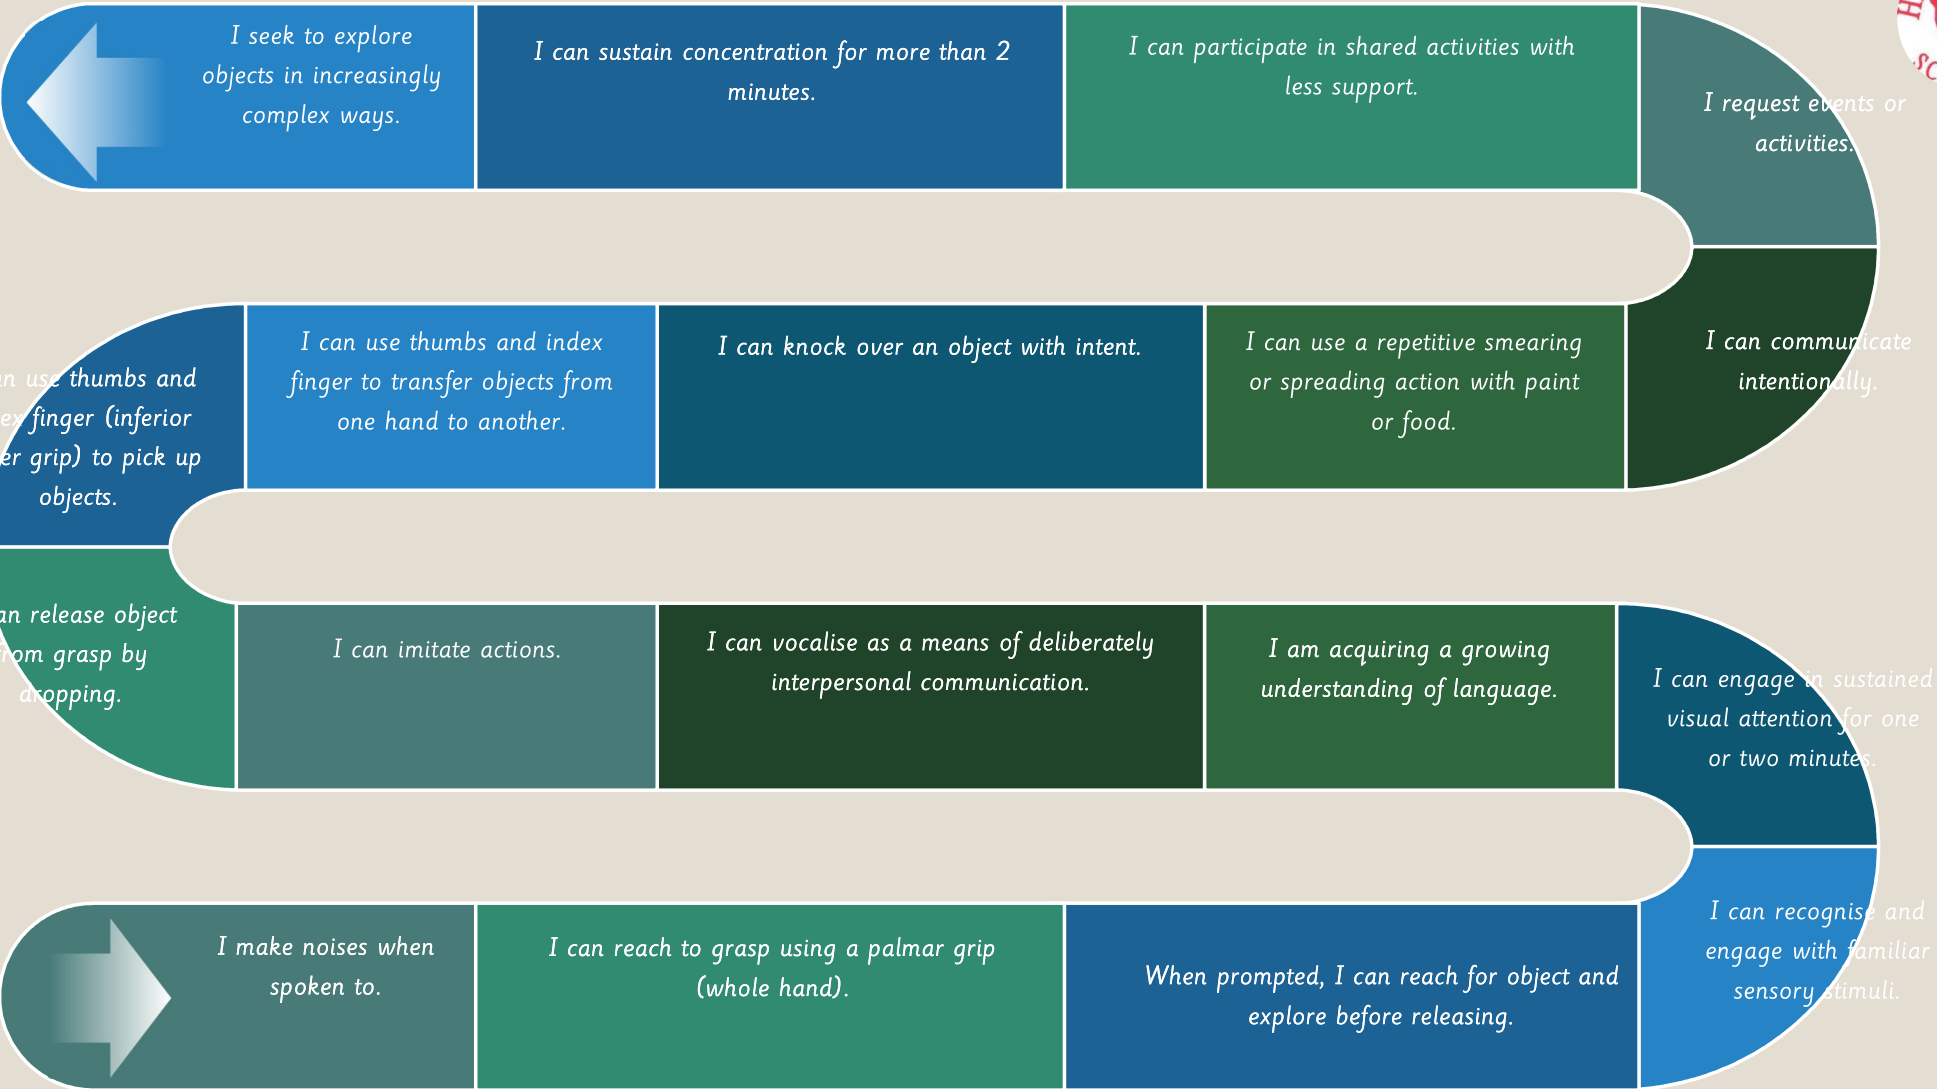 I seek to explore
objects in increasingly
complex ways.
I can sustain concentration for more than 2
minutes.
I can participate in shared activities with
less support.
I request events or
activities.
I can use thumbs and index
finger to transfer objects from
one hand to another.
I can knock over an object with intent.
I can use a repetitive smearing
or spreading action with paint
or food.
I can communicate
intentionally.
use thumbs and
finger (inferior
grip) to pick up
objects.
release object
from grasp by
dropping.
I can imitate actions.
I can vocalise as a means of deliberately
interpersonal communication.
I am acquiring a growing
understanding of language.
I can engage in sustained
visual attention for one
or two minutes.
I make noises when
spoken to.
I can reach to grasp using a palmar grip
(whole hand).
When prompted, I can reach for object and
explore before releasing.
I can recognise and
engage with familiar
sensory stimuli.